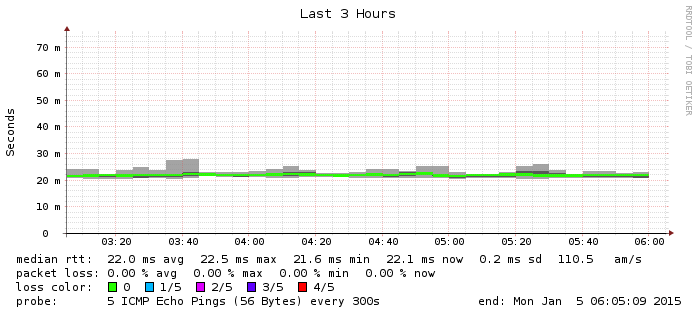 Last 3 Hours
RRDTOOL / TOBI OETIKER
Seconds
70 m
60 m
50 m
40 m
30 m
20 m
10 m
0
03:20 03:40 04:00 04:20 04:40 05:00 05:20 05:40 06:00
median rtt: 22.0 ms avg 22.5 ms max 21.6 ms min 22.1 ms now 0.2 ms sd 110.5 am/s
packet loss: 0.00 % avg 0.00 % max 0.00 % min 0.00 % now
loss color: 0 1/5 2/5 3/5 4/5
probe: 5 ICMP Echo Pings (56 Bytes) every 300s end: Mon Jan 5 06:05:09 2015